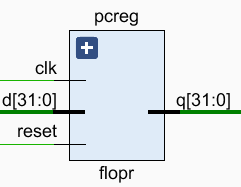 pcreg
clk
d[31:0]
q[31:0]
reset
flopr